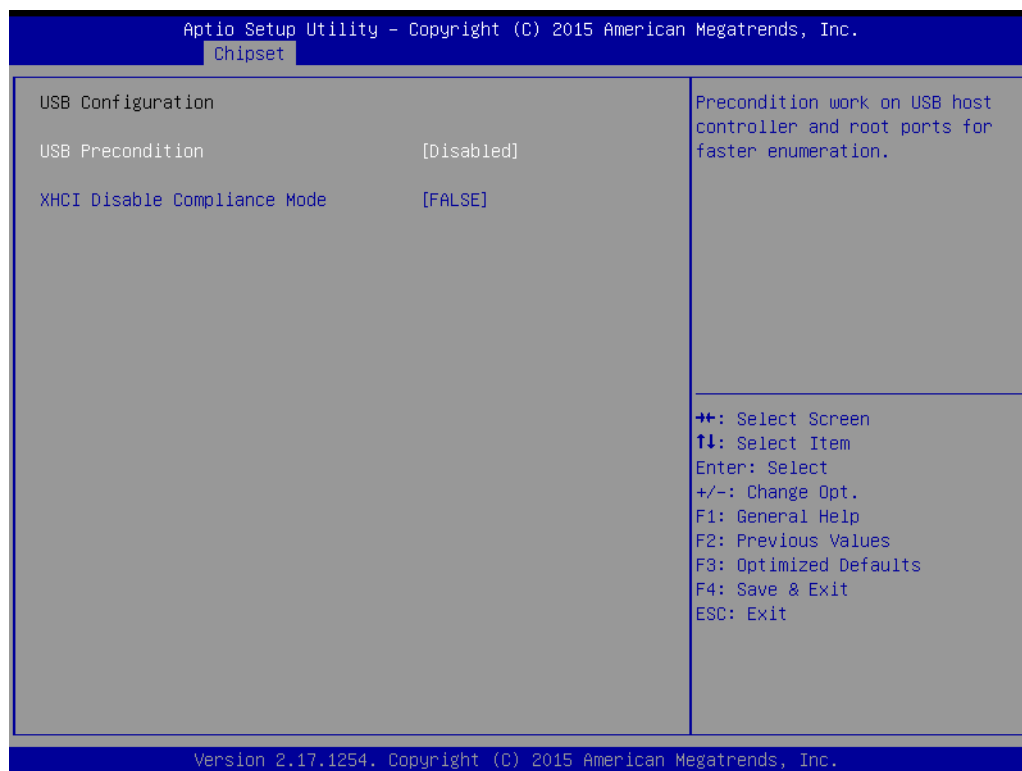 Aptio Setup Utility – Copyright (C) 2015 American Megatrends, Inc.
Chipset
USB Configuration
USB Precondition [Disabled]
XHCI Disable Compliance Mode [FALSE]
Precondition work on USB host
controller and root ports for
faster enumeration.
→←: Select Screen
↑↓: Select Item
Enter: Select
+/-: Change Opt.
F1: General Help
F2: Previous Values
F3: Optimized Defaults
F4: Save & Exit
ESC: Exit
Version 2.17.1254. Copyright (C) 2015 American Megatrends, Inc.